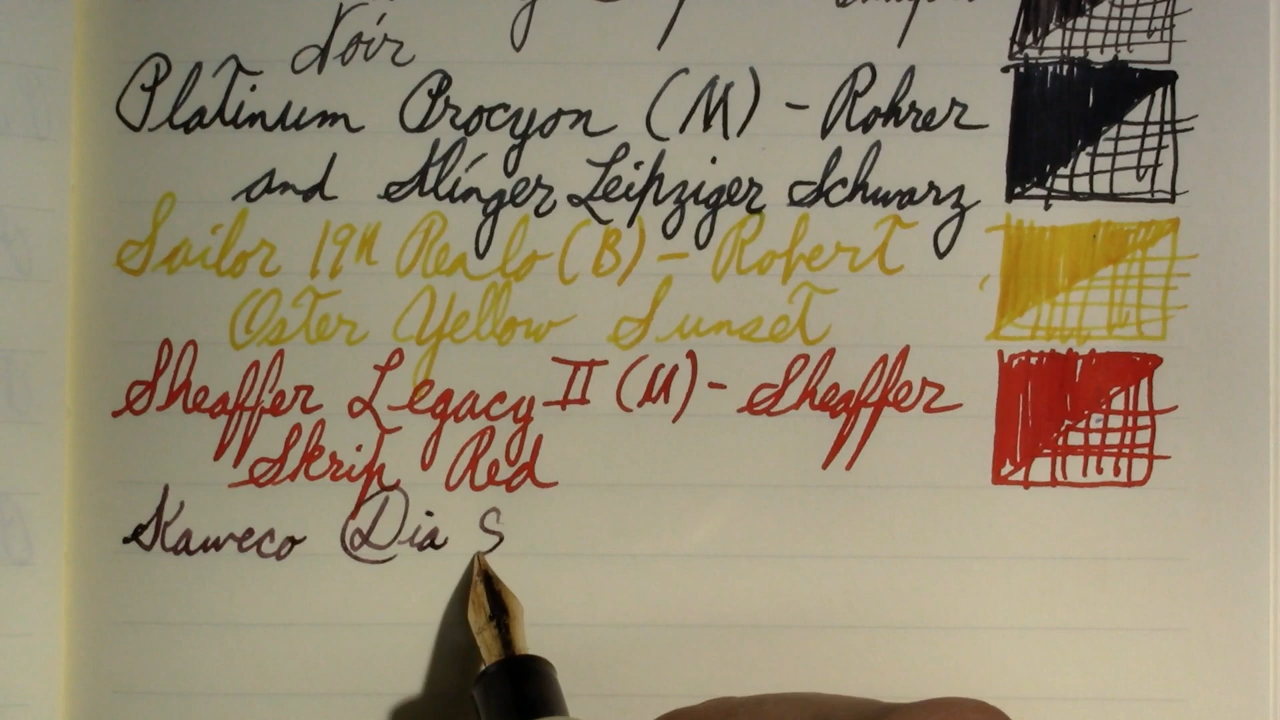 Noir
Platinum Procyon (M) - Rohrer
and Klinger Leipziger Schwarz
Sailor 1911 Realo (B) - Robert
Oster Yellow Sunset
Sheaffer Legacy II (M) - Sheaffer
Skrip Red
Kaweco Dia S